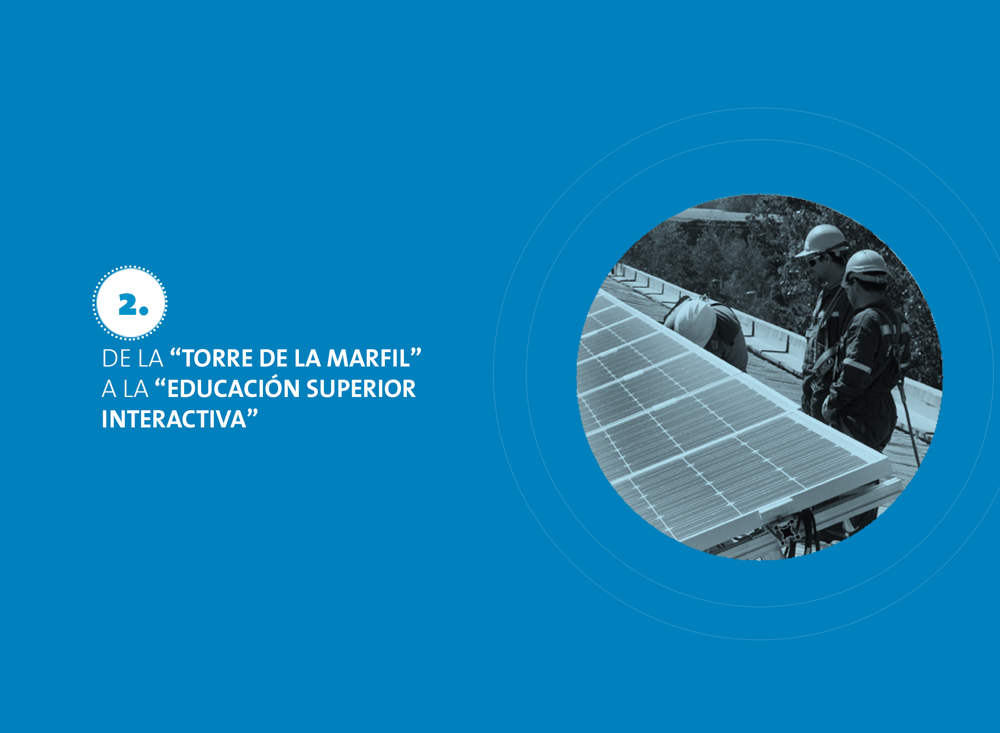 2.
DE LA “TORRE DE LA MARFIL”
A LA “EDUCACIÓN SUPERIOR
INTERACTIVA”